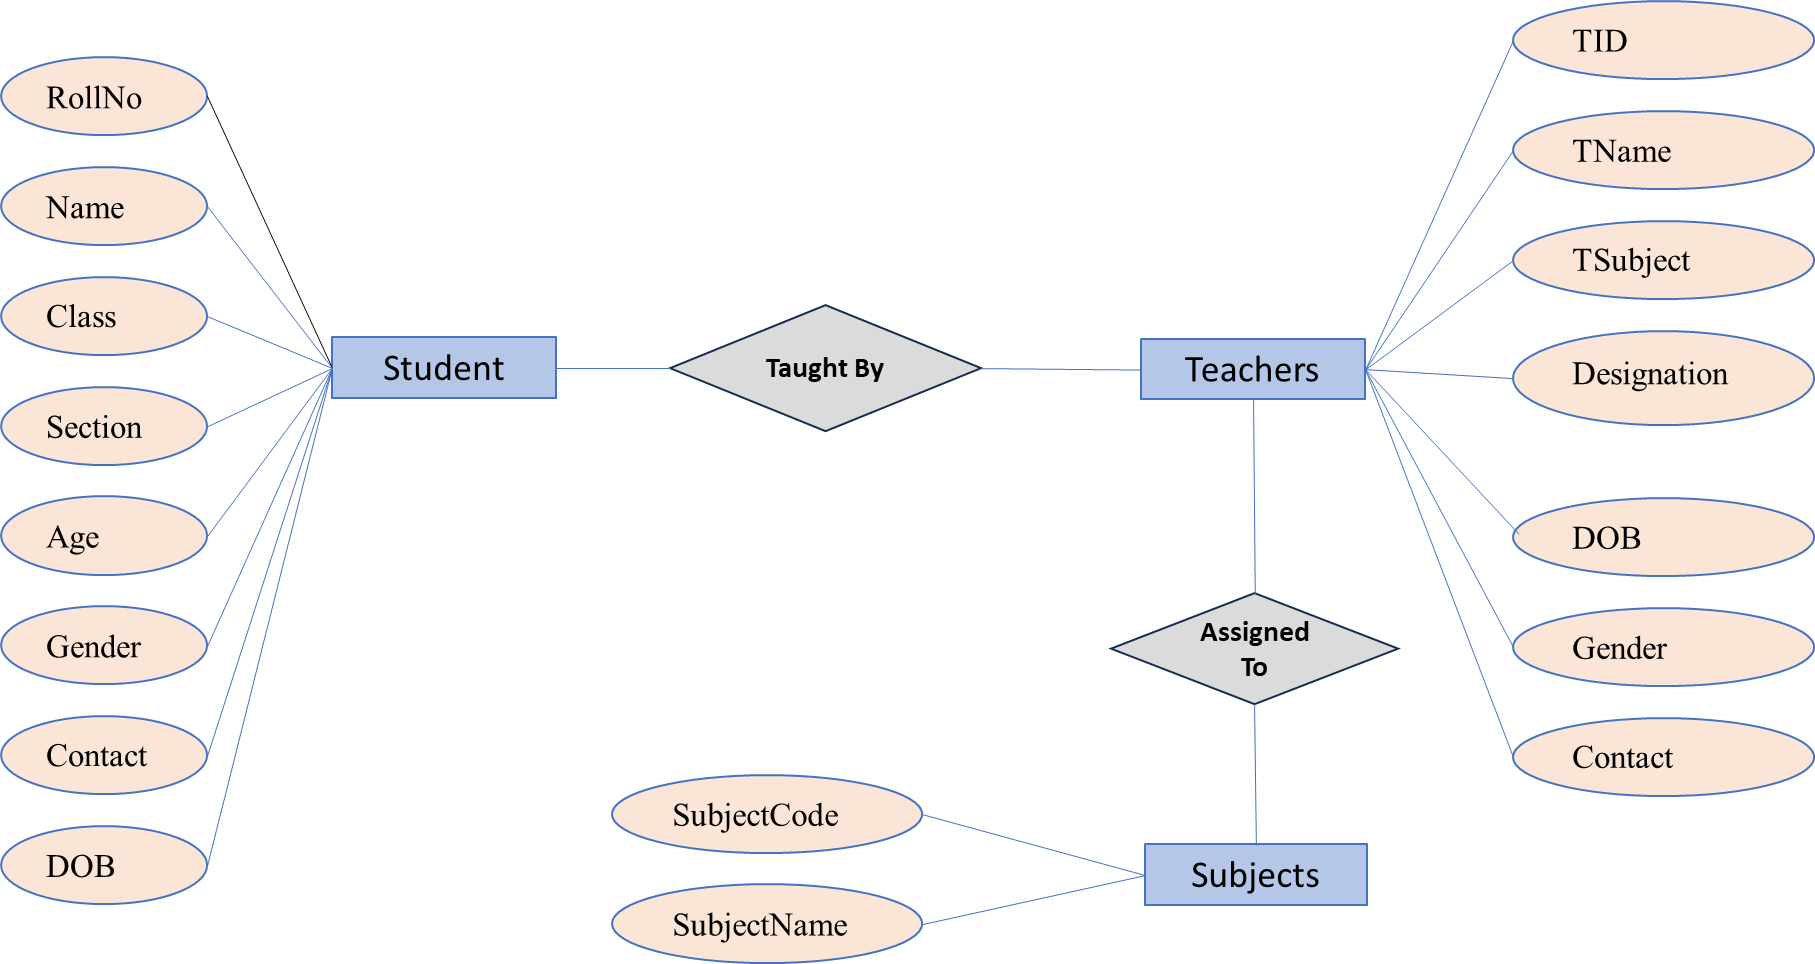 RollNo
Name
Class
Section
Age
Gender
Contact
DOB
Student
Taught By
Teachers
TID
TName
TSubject
Designation
DOB
Gender
Contact
Assigned
To
SubjectCode
SubjectName
Subjects